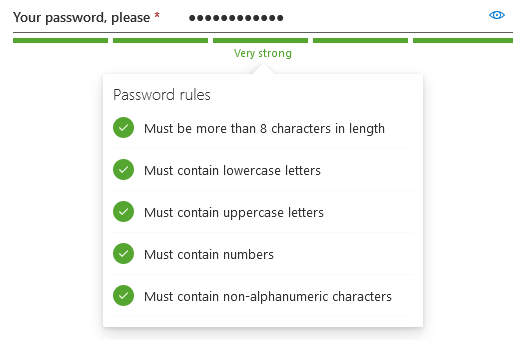 Your password, please * ●●●●●●●●●●●●
Very strong
Password rules
Must be more than 8 characters in length
Must contain lowercase letters
Must contain uppercase letters
Must contain numbers
Must contain non-alphanumeric characters